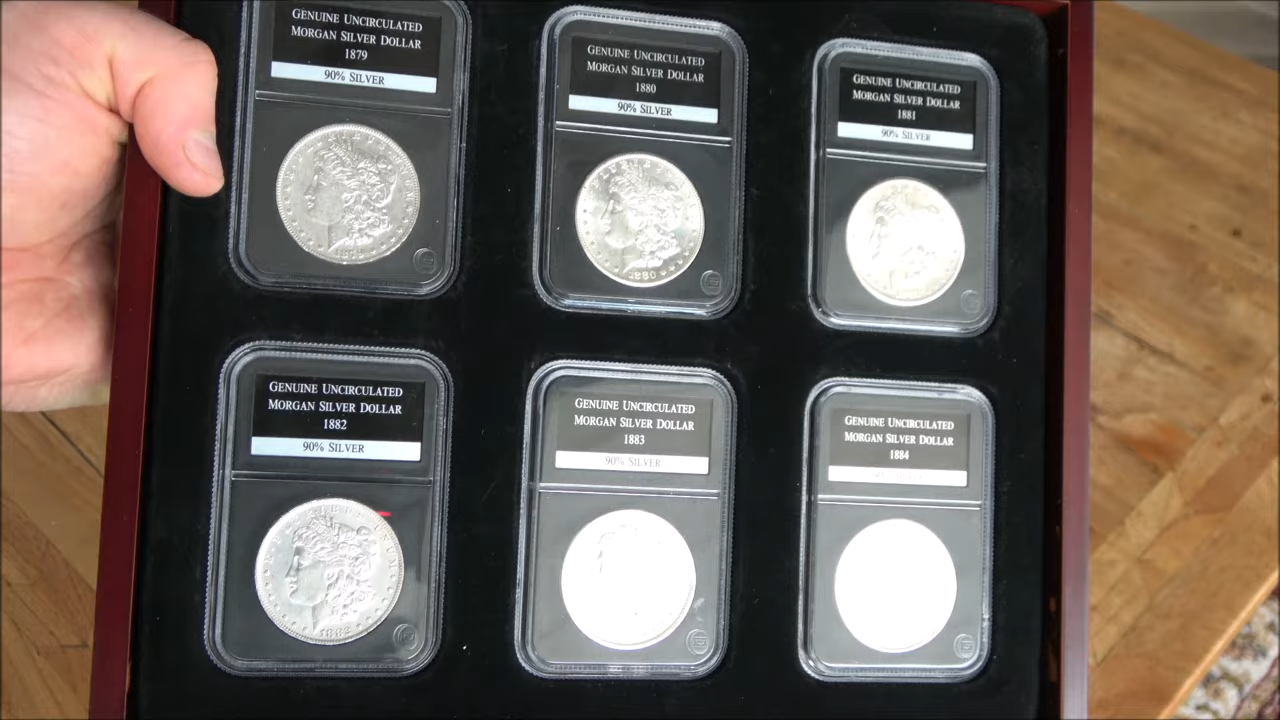 GENUINE UNCIRCULATED
MORGAN SILVER DOLLAR
1879
90% SILVER
GENUINE UNCIRCULATED
MORGAN SILVER DOLLAR
1880
90% SILVER
1880
GENUINE UNCIRCULATED
MORGAN SILVER DOLLAR
1881
90% SILVER
GENUINE UNCIRCULATED
MORGAN SILVER DOLLAR
1882
90% SILVER
GENUINE UNCIRCULATED
MORGAN SILVER DOLLAR
1883
90% SILVER
GENUINE UNCIRCULATED
MORGAN SILVER DOLLAR
1884